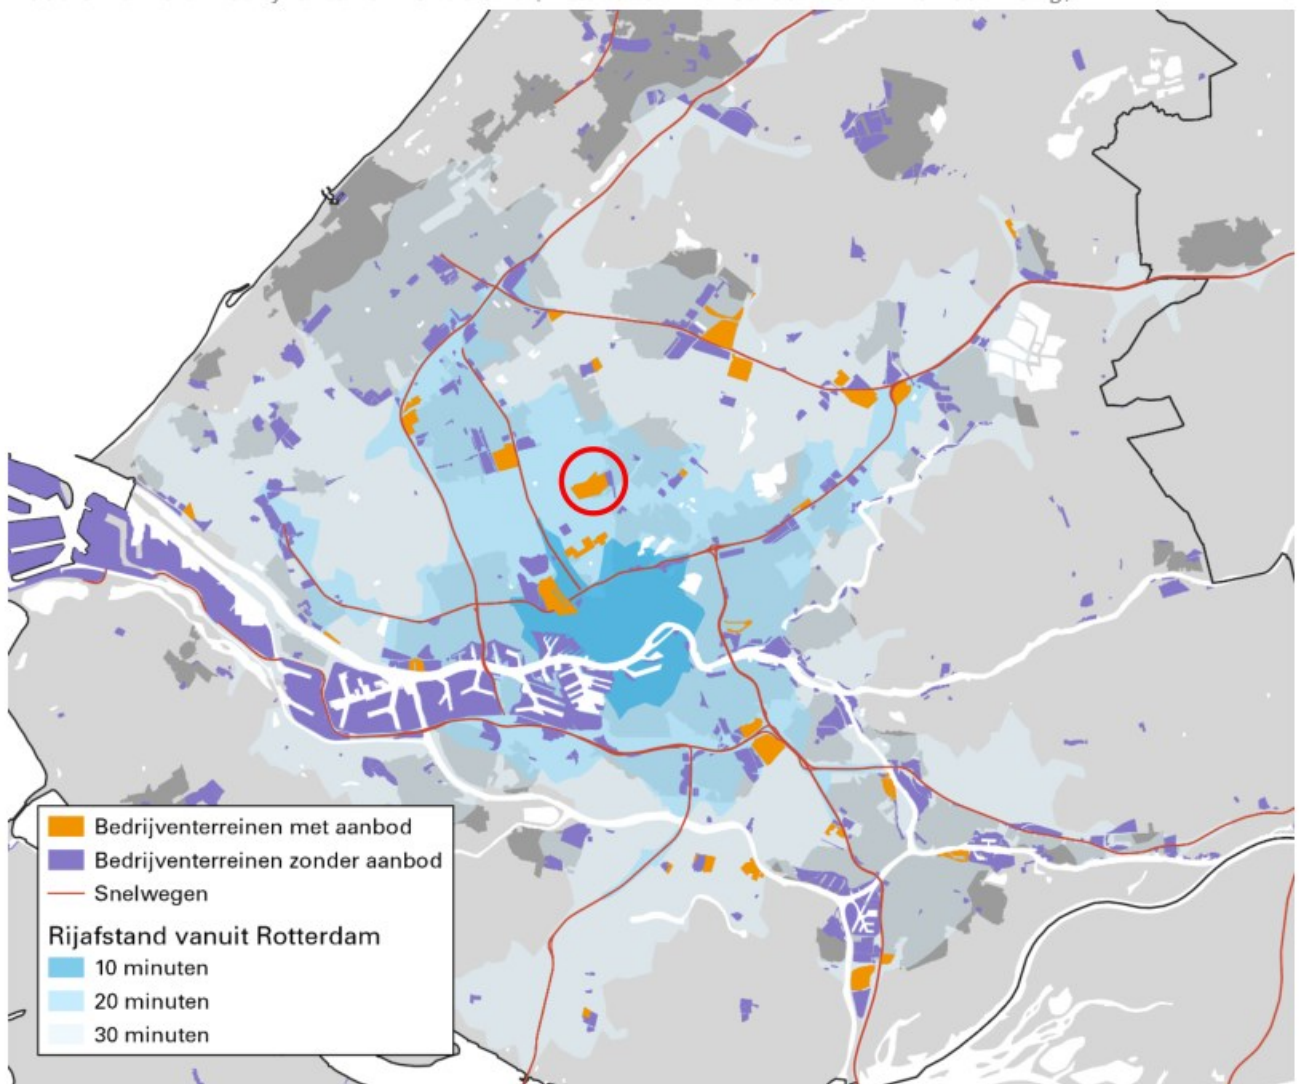 Bedrijventerreinen met aanbod
Bedrijventerreinen zonder aanbod
Snelwegen
Rijafstand vanuit Rotterdam
10 minuten
20 minuten
30 minuten